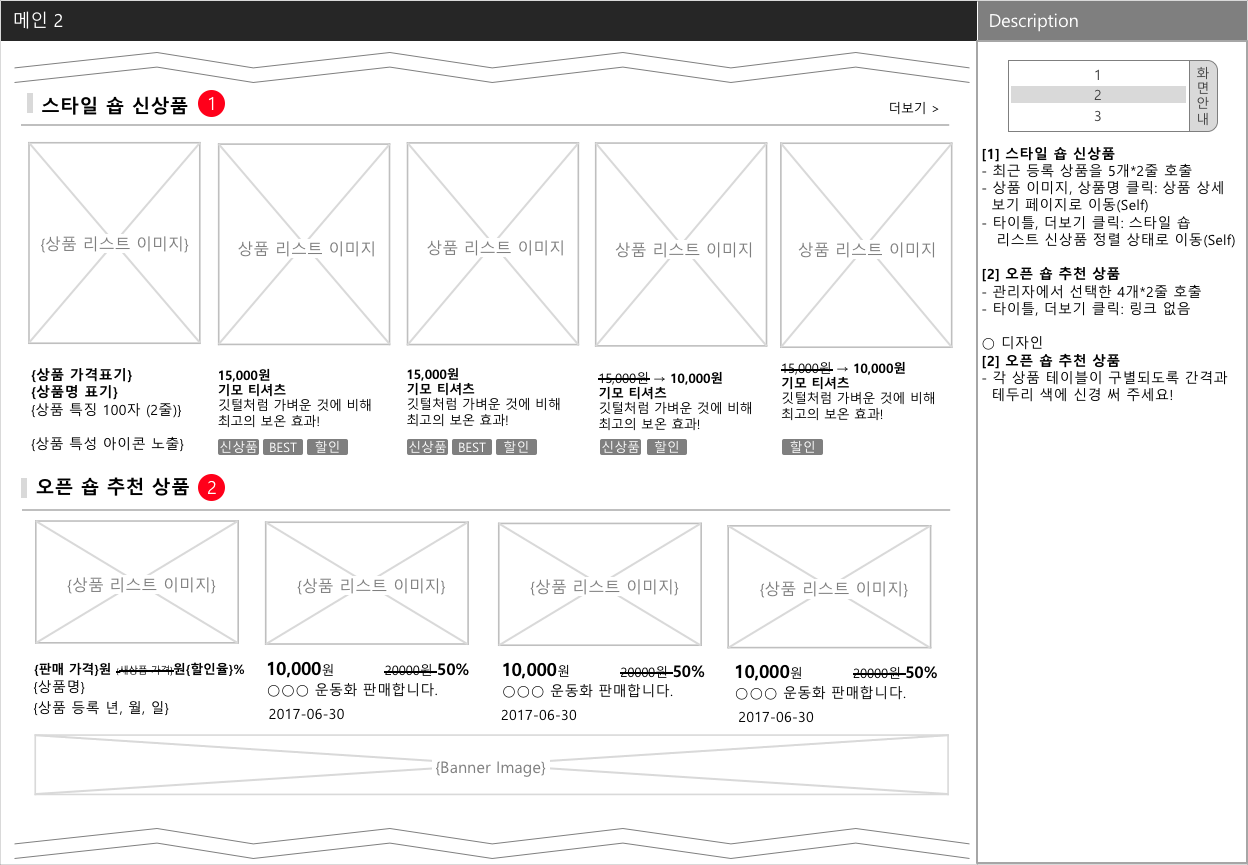 메인 2
Description
스타일 숍 신상품 1
더보기 >
{상품 리스트 이미지} 상품 리스트 이미지 상품 리스트 이미지 상품 리스트 이미지 상품 리스트 이미지
{상품 가격표기}
{상품명 표기}
{상품 특징 100자 (2줄)}
{상품 특성 아이콘 노출}
15,000원
기모 티셔츠
깃털처럼 가벼운 것에 비해
최고의 보온 효과!
신상품 BEST 할인
15,000원
기모 티셔츠
깃털처럼 가벼운 것에 비해
최고의 보온 효과!
신상품 BEST 할인
15,000원 → 10,000원
기모 티셔츠
깃털처럼 가벼운 것에 비해
최고의 보온 효과!
신상품 할인
15,000원 → 10,000원
기모 티셔츠
깃털처럼 가벼운 것에 비해
최고의 보온 효과!
할인
오픈 숍 추천 상품 2
{상품 리스트 이미지} {상품 리스트 이미지} {상품 리스트 이미지} {상품 리스트 이미지}
{판매 가격}원 {새상품 가격}원{할인율}%
{상품명}
{상품 등록 년, 월, 일}
10,000원 20000원 50%
○○○ 운동화 판매합니다.
2017-06-30
10,000원 20000원 50%
○○○ 운동화 판매합니다.
2017-06-30
10,000원 20000원 50%
○○○ 운동화 판매합니다.
2017-06-30
{Banner Image}
1
2
3
화면안내
[1] 스타일 숍 신상품
- 최근 등록 상품을 5개*2줄 호출
- 상품 이미지, 상품명 클릭: 상품 상세
보기 페이지로 이동(Self)
- 타이틀, 더보기 클릭: 스타일 숍
리스트 신상품 정렬 상태로 이동(Self)
[2] 오픈 숍 추천 상품
- 관리자에서 선택한 4개*2줄 호출
- 타이틀, 더보기 클릭: 링크 없음
○ 디자인
[2] 오픈 숍 추천 상품
- 각 상품 테이블이 구별되도록 간격과
테두리 색에 신경 써 주세요!